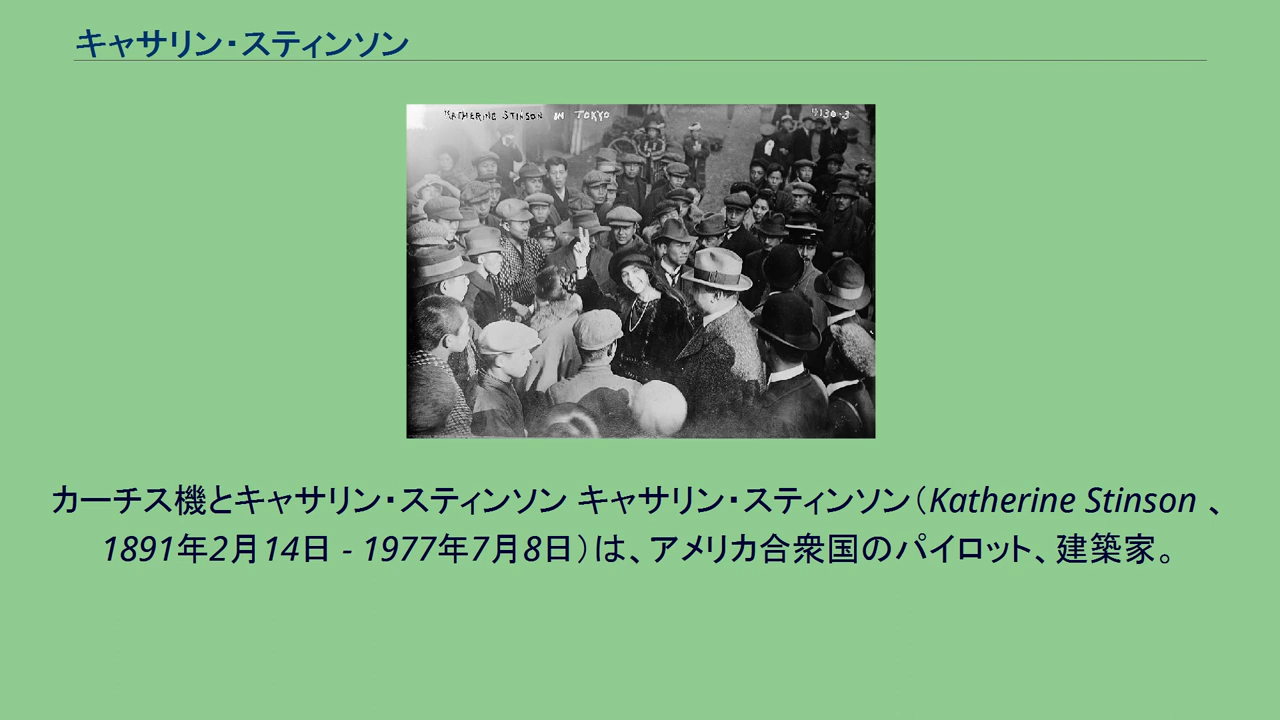 キャサリン・スティンソン
KATHERINE STINSON IN TOKYO
4130-3
カーチス機とキャサリン・スティンソン キャサリン・スティンソン（Katherine Stinson 、
1891年2月14日 - 1977年7月8日）は、アメリカ合衆国のパイロット、建築家。